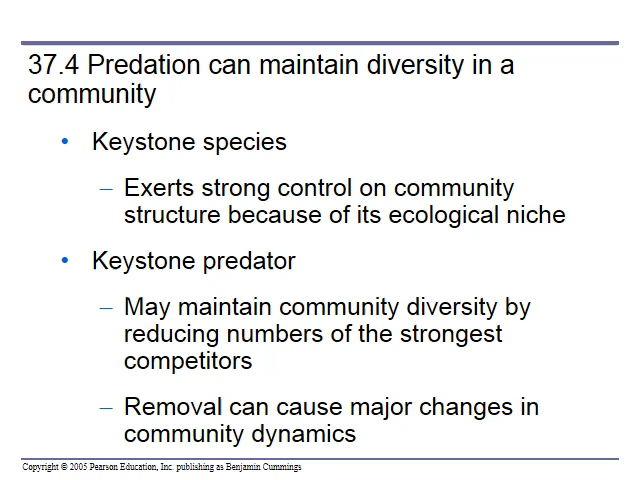 37.4 Predation can maintain diversity in a
community
• Keystone species
– Exerts strong control on community
structure because of its ecological niche
• Keystone predator
– May maintain community diversity by
reducing numbers of the strongest
competitors
– Removal can cause major changes in
community dynamics
Copyright © 2005 Pearson Education, Inc. publishing as Benjamin Cummings